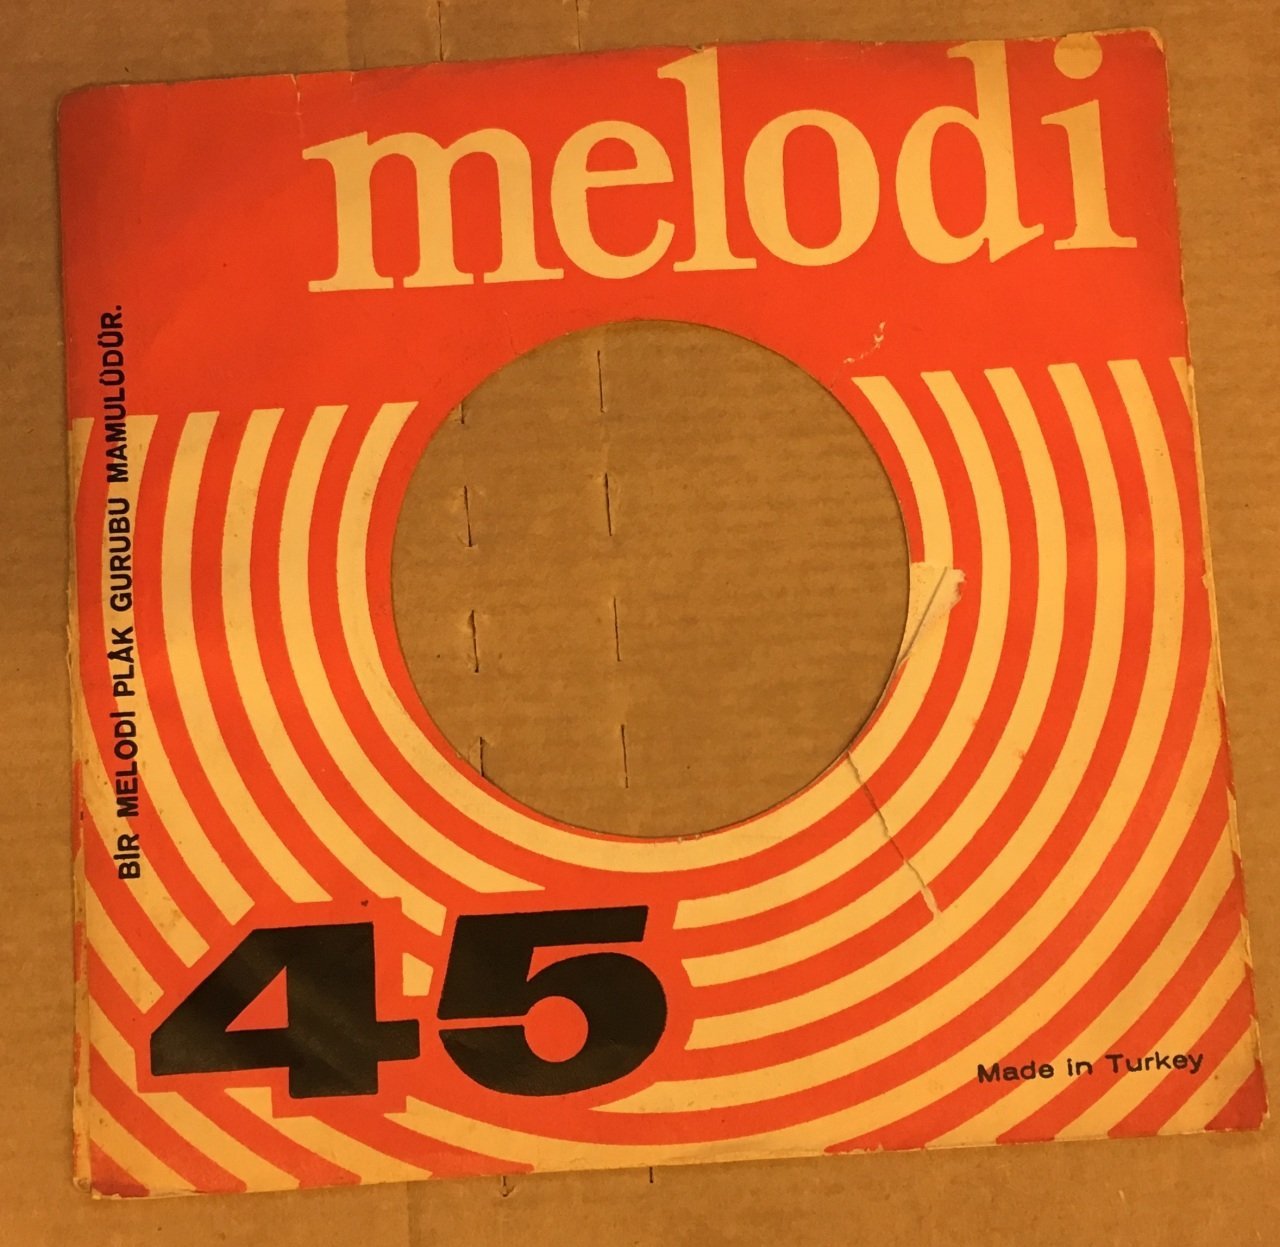 melodi
BİR MELODİ PLÂK GURUBU MAMULÜDÜR.
45
Made in Turkey